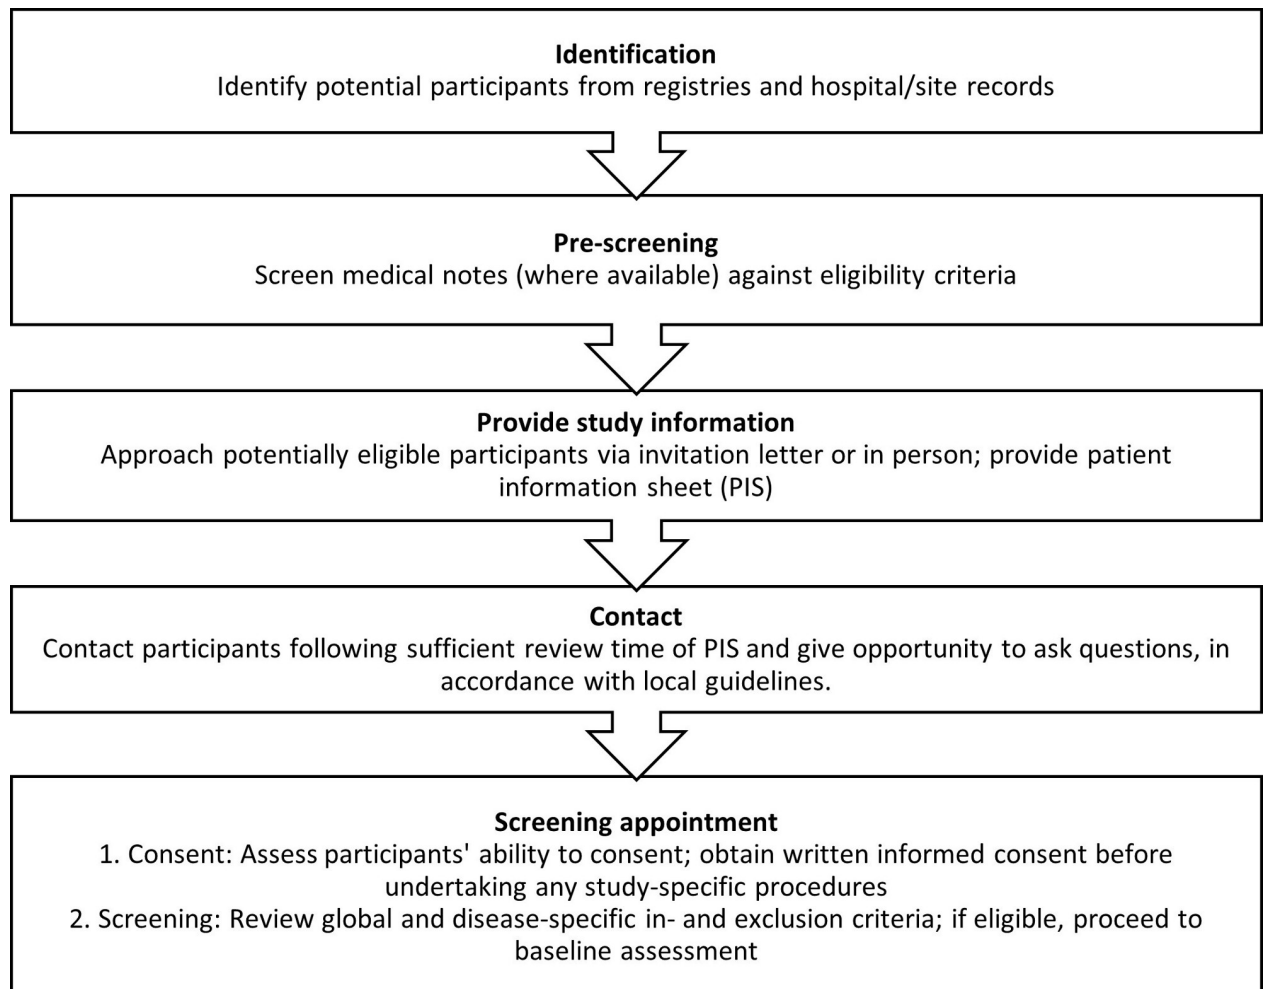 Identification
Identify potential participants from registries and hospital/site records
Pre-screening
Screen medical notes (where available) against eligibility criteria
Provide study information
Approach potentially eligible participants via invitation letter or in person; provide patient
information sheet (PIS)
Contact
Contact participants following sufficient review time of PIS and give opportunity to ask questions, in
accordance with local guidelines.
Screening appointment
1. Consent: Assess participants' ability to consent; obtain written informed consent before
undertaking any study-specific procedures
2. Screening: Review global and disease-specific in- and exclusion criteria; if eligible, proceed to
baseline assessment